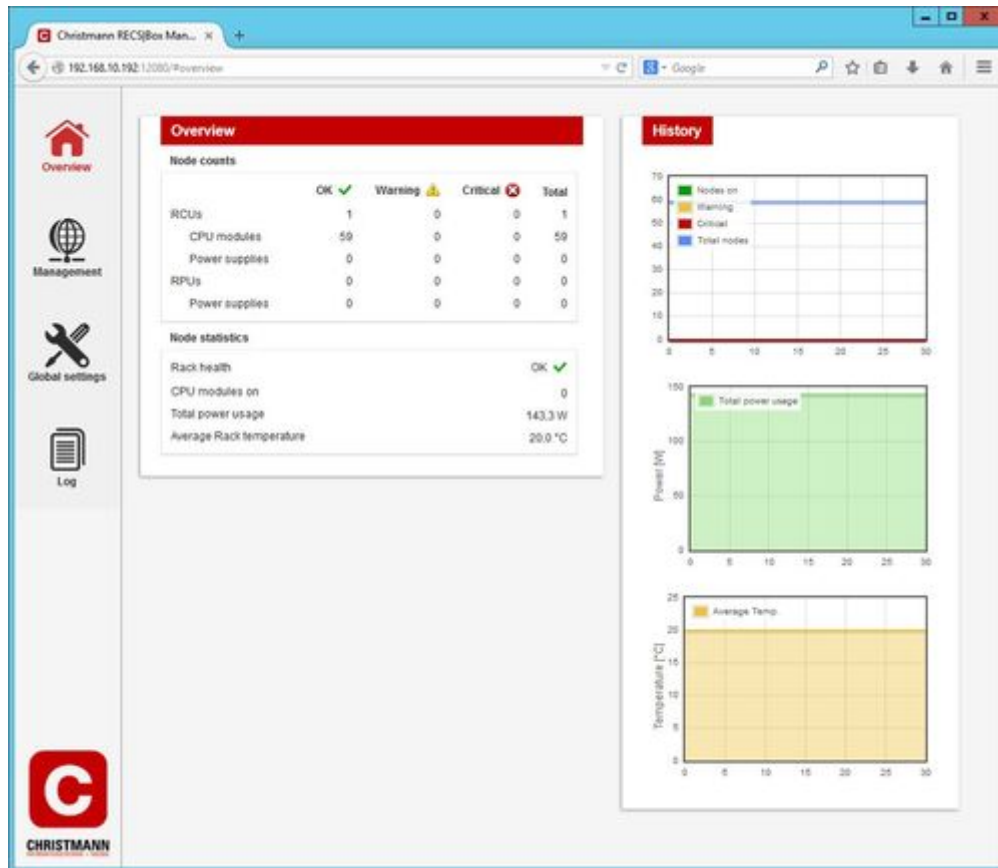 Christmann RECS|Box Man...
192.168.10.192:12080/#overview
Google
Overview
Management
Global settings
Log
CHRISTMANN
Overview
Node counts
OK Warning Critical Total
RCUs 1 0 0 1
CPU modules 59 0 0 59
Power supplies 0 0 0 0
RPUs 0 0 0 0
Power supplies 0 0 0 0
Node statistics
Rack health OK
CPU modules on 0
Total power usage 143,3 W
Average Rack temperature 20.0 °C
History
70
60
50
40
30
20
10
0
Nodes on
Warning
Critical
Total nodes
0 5 10 15 20 25 30
150
100
50
0
Power [W]
Total power usage
0 5 10 15 20 25 30
25
20
15
10
5
0
Temperature [°C]
Average Temp.
0 5 10 15 20 25 30